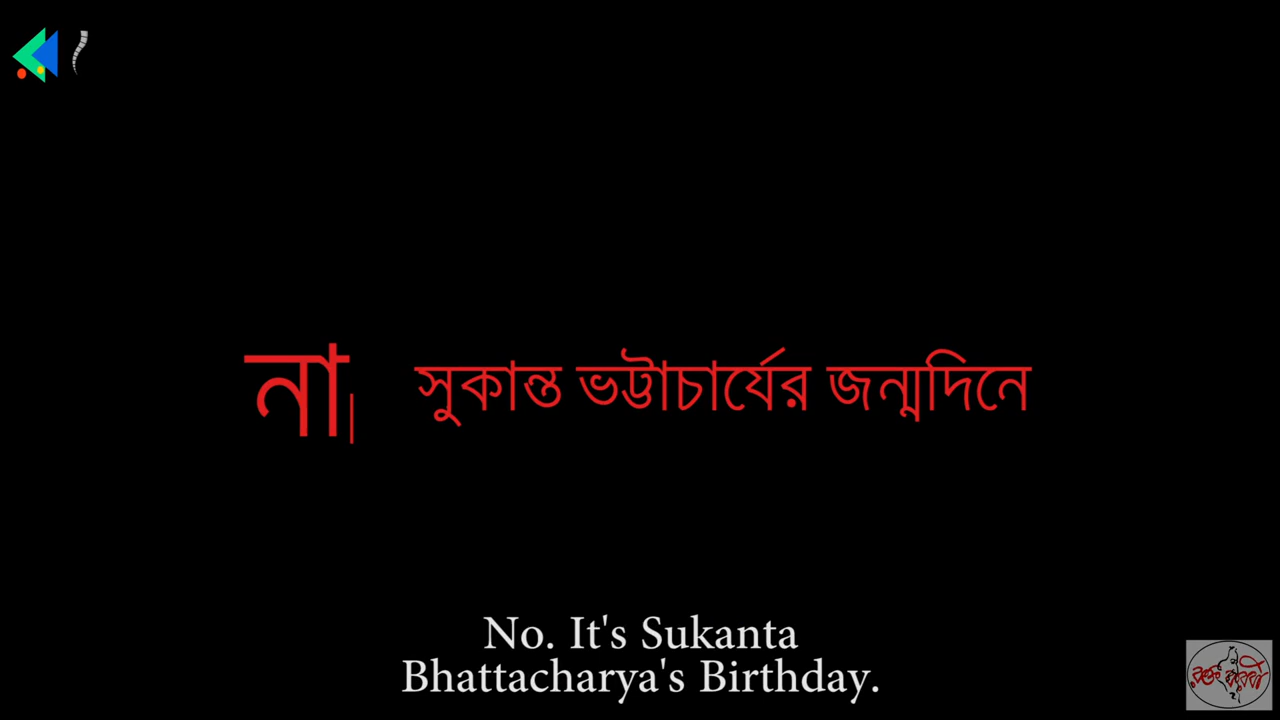 না। সুকান্ত ভট্টাচার্যের জন্মদিনে
No. It's Sukanta
Bhattacharya's Birthday.